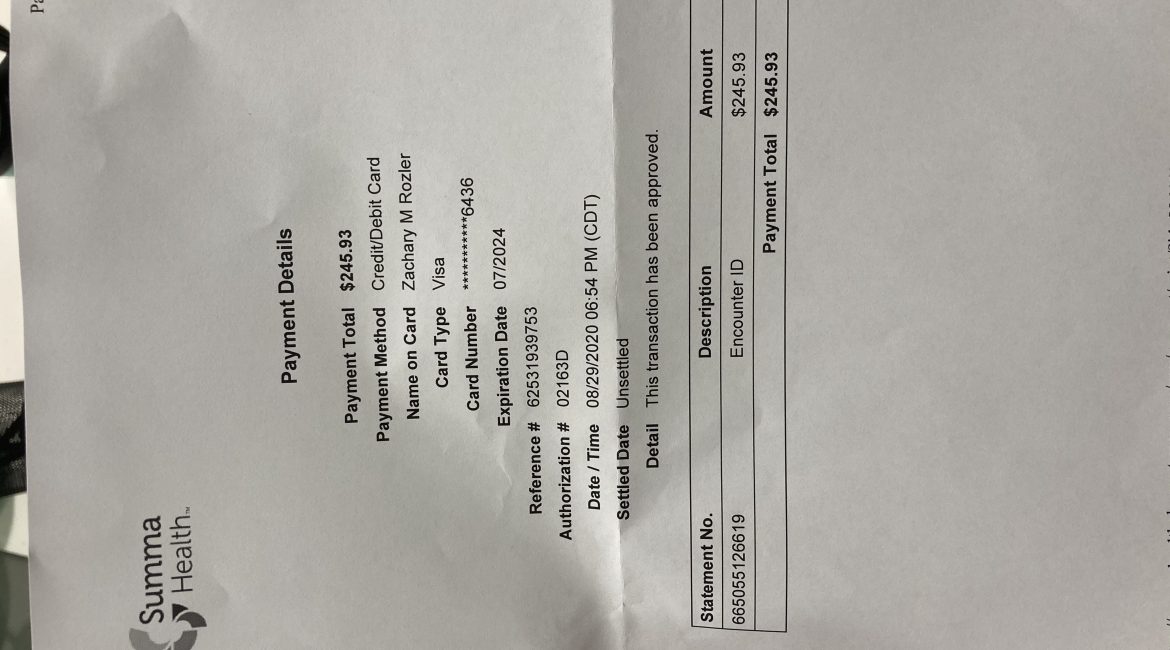 Pa
Summa
Health™
Payment Details
Payment Total $245.93
Payment Method Credit/Debit Card
Name on Card Zachary M Rozler
Card Type Visa
Card Number ************6436
Expiration Date 07/2024
Reference # 62531939753
Authorization # 02163D
Date / Time 08/29/2020 06:54 PM (CDT)
Settled Date Unsettled
Detail This transaction has been approved.
Statement No. Description Amount
665055126619 Encounter ID $245.93
Payment Total $245.93